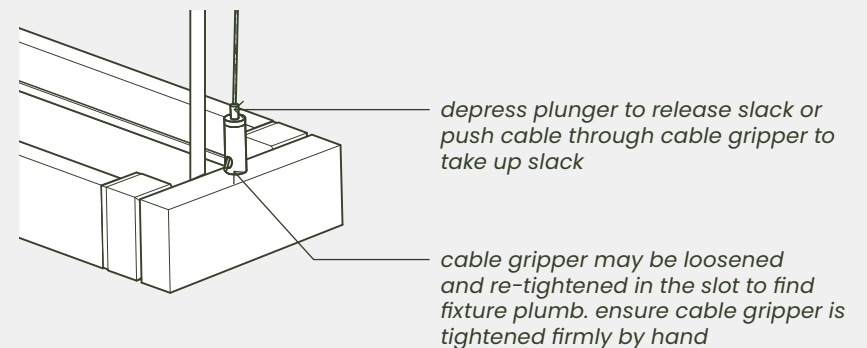 depress plunger to release slack or
push cable through cable gripper to
take up slack
cable gripper may be loosened
and re-tightened in the slot to find
fixture plumb. ensure cable gripper is
tightened firmly by hand